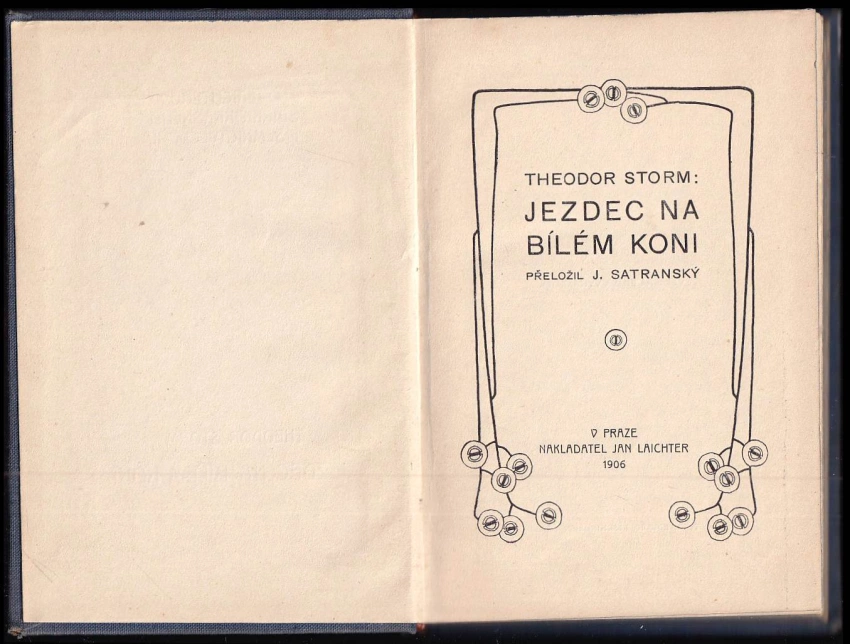 THEODOR STORM:
JEZDEC NA
BÍLÉM KONI
PŘELOŽIL J. SATRANSKÝ
V PRAZE
NAKLADATEL JAN LAICHTER
1906